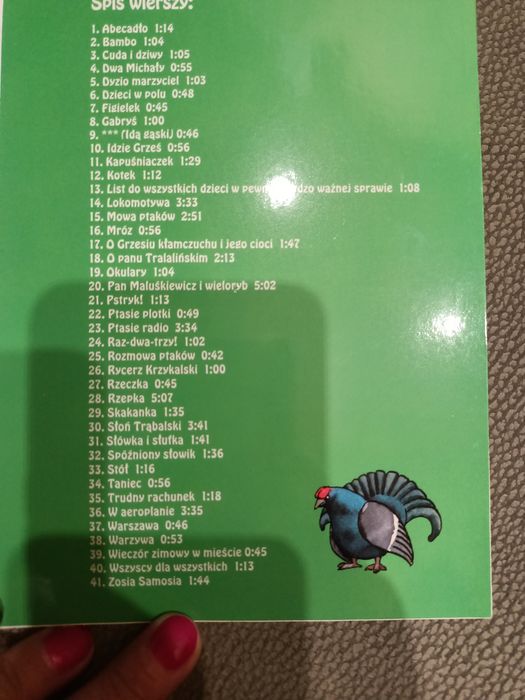 Spis wierszy:
1. Abecadło 1:14
2. Bambo 1:04
3. Cuda i dziwy 1:05
4. Dwa Michały 0:55
5. Dyzio marzyciel 1:03
6. Dzieci w polu 0:48
7. Figielek 0:45
8. Gabryś 1:00
9. *** (Idą gąski) 0:46
10. Idzie Grześ 0:56
11. Kapuśniaczek 1:29
12. Kotek 1:12
13. List do wszystkich dzieci w ważnej sprawie 1:08
14. Lokomotywa 3:33
15. Mowa ptaków 2:51
16. Mróz 0:56
17. O Grzesiu kłamczuchu i jego cioci 1:47
18. O panu Tralalińskim 2:13
19. Okulary 1:04
20. Pan Maluśkiewicz i wieloryb 5:02
21. Pstryk! 1:13
22. Ptasie plotki 0:49
23. Ptasie radio 3:34
24. Raz-dwa-trzy! 1:02
25. Rozmowa ptaków 0:42
26. Rycerz Krzykalski 1:00
27. Rzeczka 0:45
28. Rzepka 5:07
29. Skakanka 1:35
30. Słoń Trąbalski 3:41
31. Słówka i słufka 1:41
32. Spóźniony słowik 1:36
33. Stół 1:16
34. Taniec 0:56
35. Trudny rachunek 1:18
36. W aeroplanie 3:35
37. Warszawa 0:46
38. Warzywa 0:53
39. Wieczór zimowy w mieście 0:45
40. Wszyscy dla wszystkich 1:13
41. Zosia Samosia 1:44